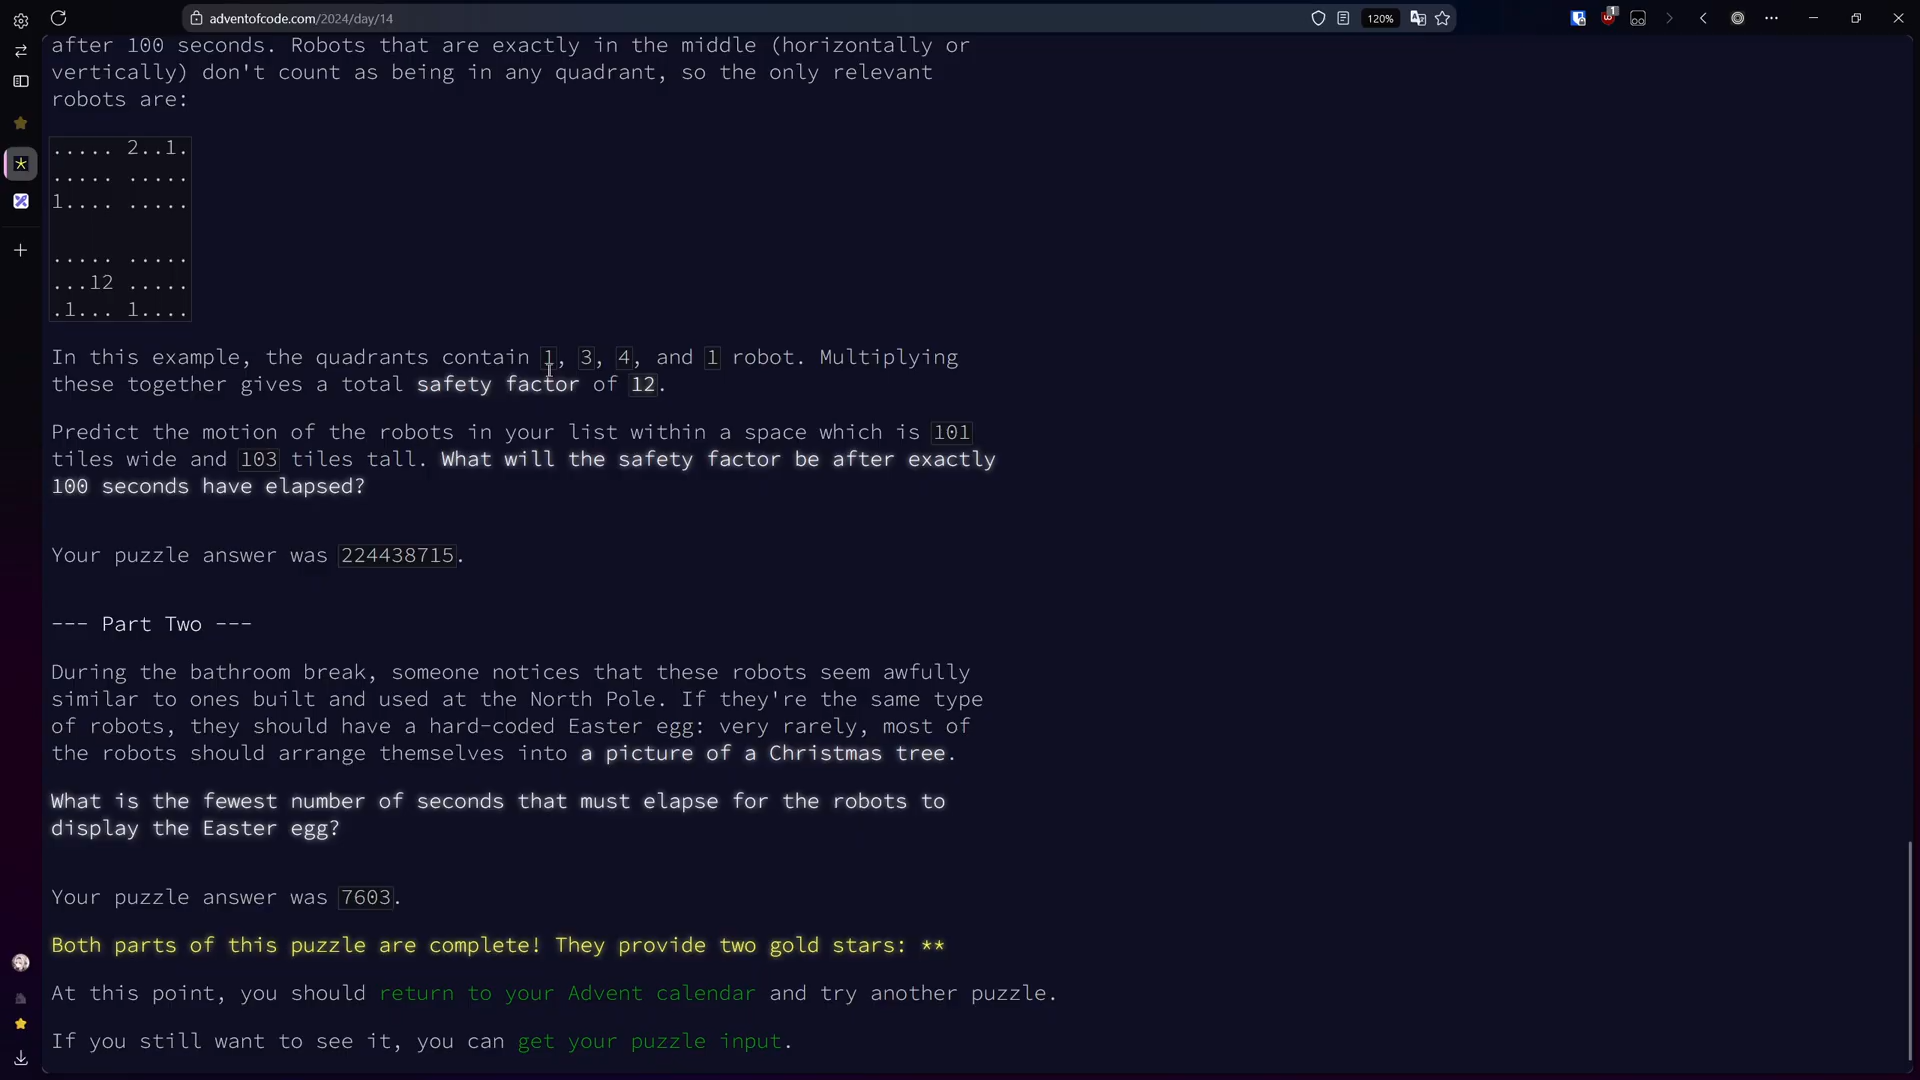 adventofcode.com/2024/day/14
120%
1
after 100 seconds. Robots that are exactly in the middle (horizontally or
vertically) don't count as being in any quadrant, so the only relevant
robots are:
..... 2..1.
..... .....
1.... .....
..... .....
...12 .....
.1... 1....
In this example, the quadrants contain 1, 3, 4, and 1 robot. Multiplying
these together gives a total safety factor of 12.
Predict the motion of the robots in your list within a space which is 101
tiles wide and 103 tiles tall. What will the safety factor be after exactly
100 seconds have elapsed?
Your puzzle answer was 224438715.
--- Part Two ---
During the bathroom break, someone notices that these robots seem awfully
similar to ones built and used at the North Pole. If they're the same type
of robots, they should have a hard-coded Easter egg: very rarely, most of
the robots should arrange themselves into a picture of a Christmas tree.
What is the fewest number of seconds that must elapse for the robots to
display the Easter egg?
Your puzzle answer was 7603.
Both parts of this puzzle are complete! They provide two gold stars: **
At this point, you should return to your Advent calendar and try another puzzle.
If you still want to see it, you can get your puzzle input.